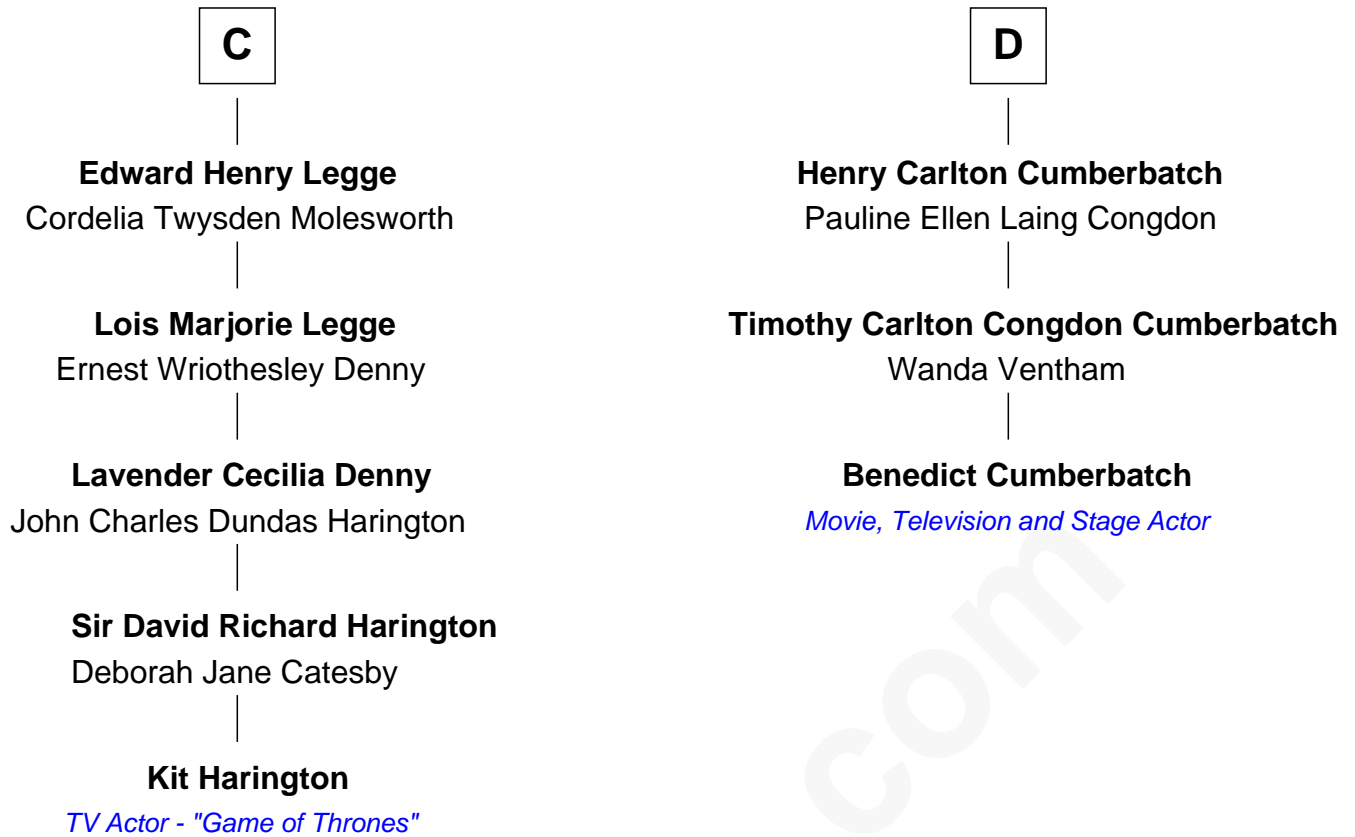 C
Edward Henry Legge
Cordelia Twysden Molesworth
Lois Marjorie Legge
Ernest Wriothesley Denny
Lavender Cecilia Denny
John Charles Dundas Harington
Sir David Richard Harington
Deborah Jane Catesby
Kit Harington
TV Actor - "Game of Thrones"
D
Henry Carlton Cumberbatch
Pauline Ellen Laing Congdon
Timothy Carlton Congdon Cumberbatch
Wanda Ventham
Benedict Cumberbatch
Movie, Television and Stage Actor
com